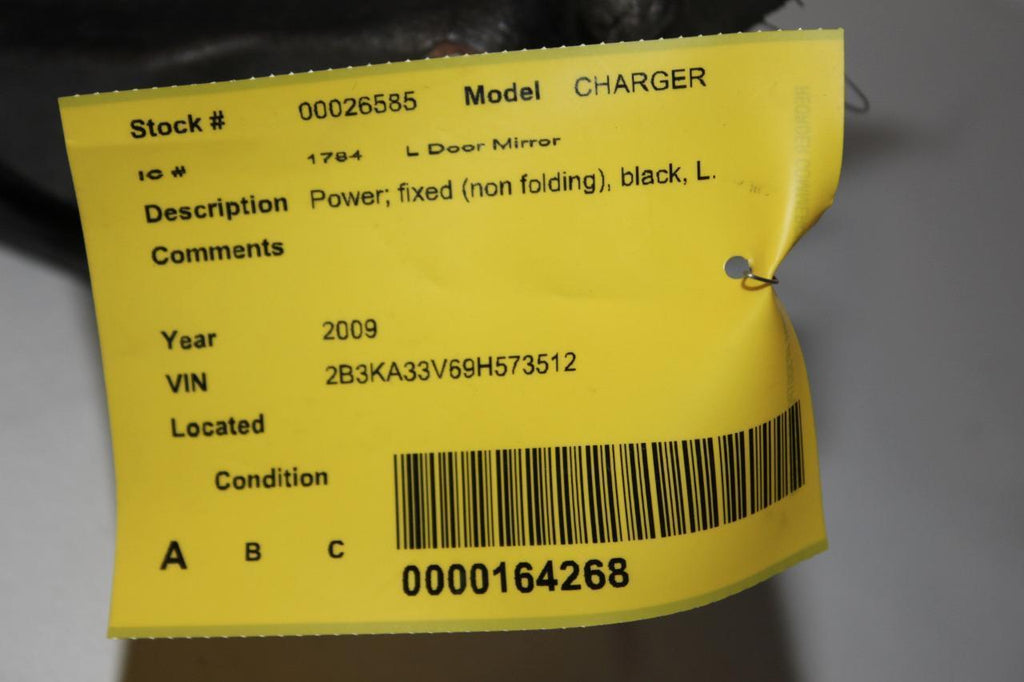 Stock # 00026585 Model CHARGER
IC # 1784 L Door Mirror
Description Power; fixed (non folding), black, L.
Comments
Year 2009
VIN 2B3KA33V69H573512
Located
Condition
A B C
0000164268